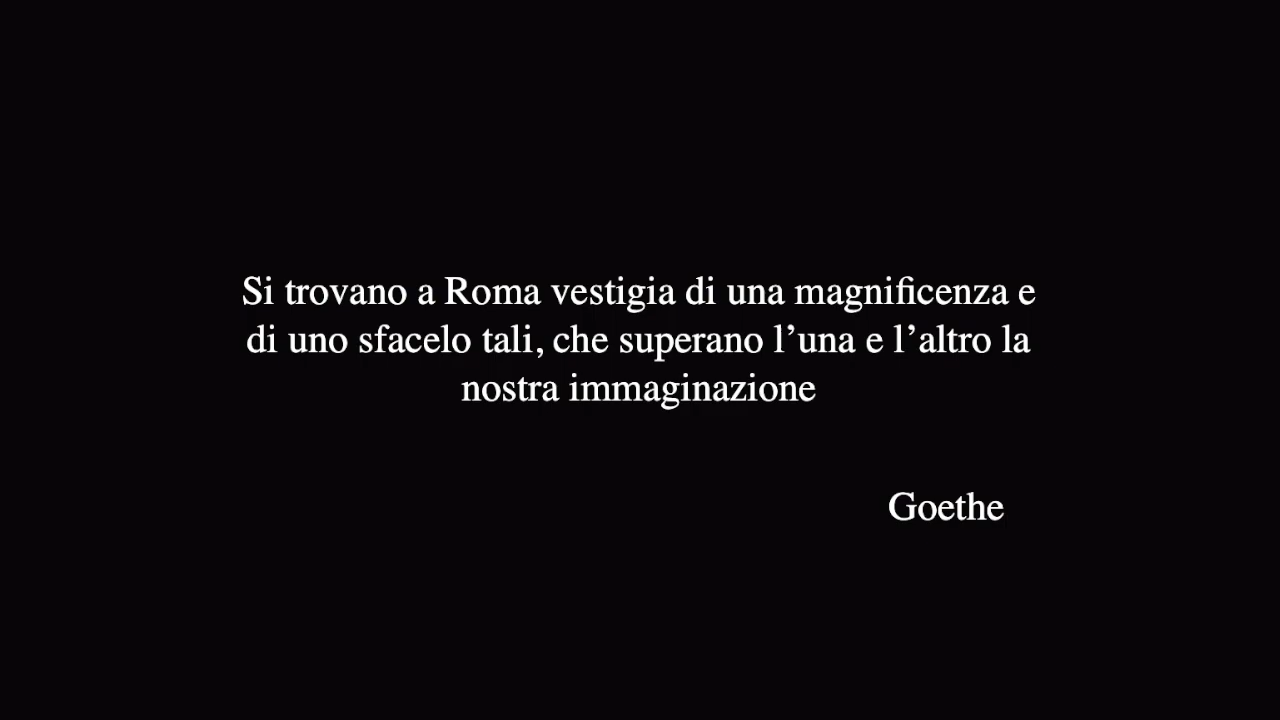 Si trovano a Roma vestigia di una magnificenza e
di uno sfacelo tali, che superano l’una e l’altro la
nostra immaginazione
Goethe